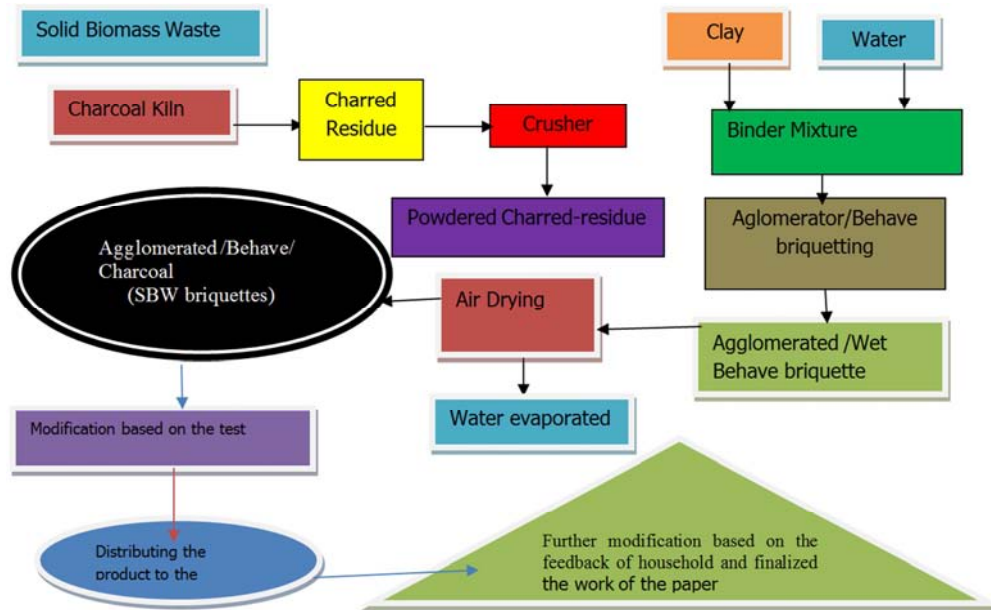 Solid Biomass Waste
Clay
Water
Charcoal Kiln
Charred
Residue
Crusher
Binder Mixture
Powdered Charred-residue
Aglomerator/Behave
briquetting
Agglomerated /Behave/
Charcoal
(SBW briquettes)
Air Drying
Agglomerated /Wet
Behave briquette
Water evaporated
Modification based on the test
Distributing the
product to the
Further modification based on the
feedback of household and finalized
the work of the paper